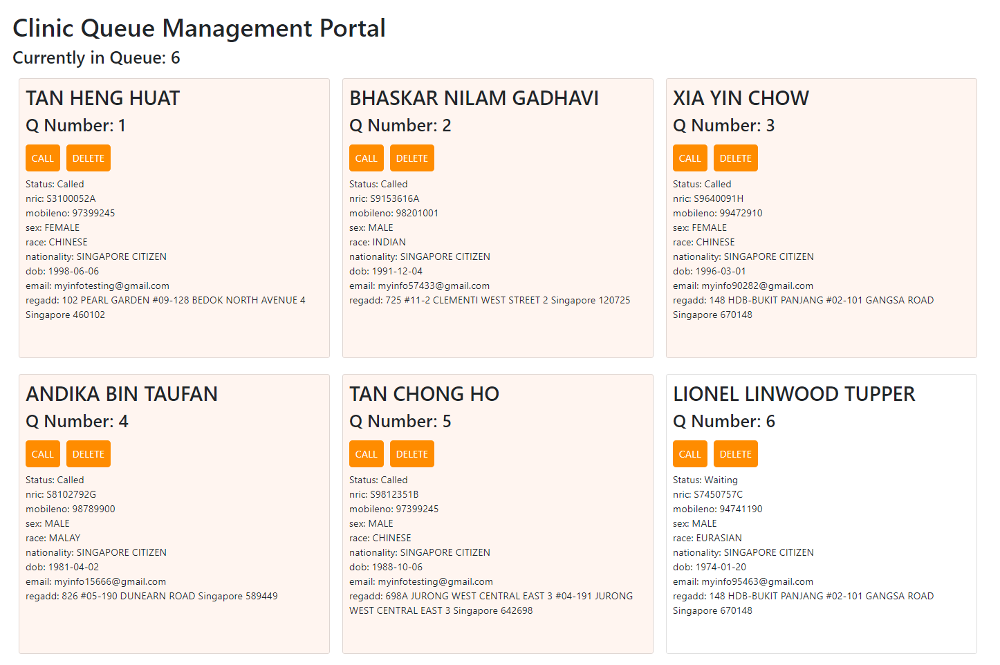 Clinic Queue Management Portal
Currently in Queue: 6
TAN HENG HUAT
Q Number: 1
CALL DELETE
Status: Called
nric: S3100052A
mobileno: 97399245
sex: FEMALE
race: CHINESE
nationality: SINGAPORE CITIZEN
dob: 1998-06-06
email: myinfotesting@gmail.com
regadd: 102 PEARL GARDEN #09-128 BEDOK NORTH AVENUE 4
Singapore 460102
BHASKAR NILAM GADHAVI
Q Number: 2
CALL DELETE
Status: Called
nric: S9153616A
mobileno: 98201001
sex: MALE
race: INDIAN
nationality: SINGAPORE CITIZEN
dob: 1991-12-04
email: myinfo57433@gmail.com
regadd: 725 #11-2 CLEMENTI WEST STREET 2 Singapore 120725
XIA YIN CHOW
Q Number: 3
CALL DELETE
Status: Called
nric: S9640091H
mobileno: 99472910
sex: FEMALE
race: CHINESE
nationality: SINGAPORE CITIZEN
dob: 1996-03-01
email: myinfo90282@gmail.com
regadd: 148 HDB-BUKIT PANJANG #02-101 GANGSA ROAD
Singapore 670148
ANDIKA BIN TAUFAN
Q Number: 4
CALL DELETE
Status: Called
nric: S8102792G
mobileno: 98789900
sex: MALE
race: MALAY
nationality: SINGAPORE CITIZEN
dob: 1981-04-02
email: myinfo15666@gmail.com
regadd: 826 #05-190 DUNEARN ROAD Singapore 589449
TAN CHONG HO
Q Number: 5
CALL DELETE
Status: Called
nric: S9812351B
mobileno: 97399245
sex: MALE
race: CHINESE
nationality: SINGAPORE CITIZEN
dob: 1988-10-06
email: myinfotesting@gmail.com
regadd: 698A JURONG WEST CENTRAL EAST 3 #04-191 JURONG
WEST CENTRAL EAST 3 Singapore 642698
LIONEL LINWOOD TUPPER
Q Number: 6
CALL DELETE
Status: Waiting
nric: S7450757C
mobileno: 94741190
sex: MALE
race: EURASIAN
nationality: SINGAPORE CITIZEN
dob: 1974-01-20
email: myinfo95463@gmail.com
regadd: 148 HDB-BUKIT PANJANG #02-101 GANGSA ROAD
Singapore 670148